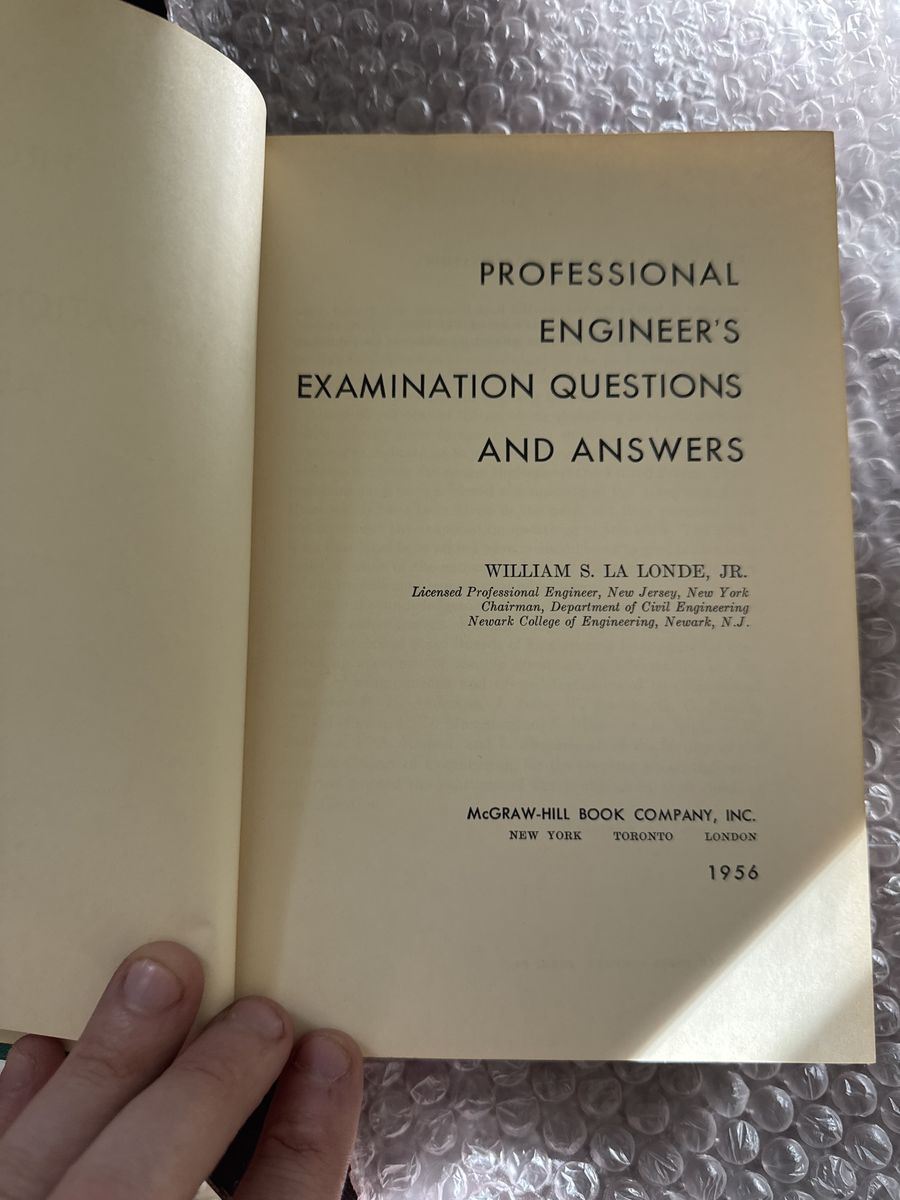 PROFESSIONAL
ENGINEER'S
EXAMINATION QUESTIONS
AND ANSWERS
WILLIAM S. LA LONDE, JR.
Licensed Professional Engineer, New Jersey, New York
Chairman, Department of Civil Engineering
Newark College of Engineering, Newark, N.J.
McGRAW-HILL BOOK COMPANY, INC.
NEW YORK TORONTO LONDON
1956